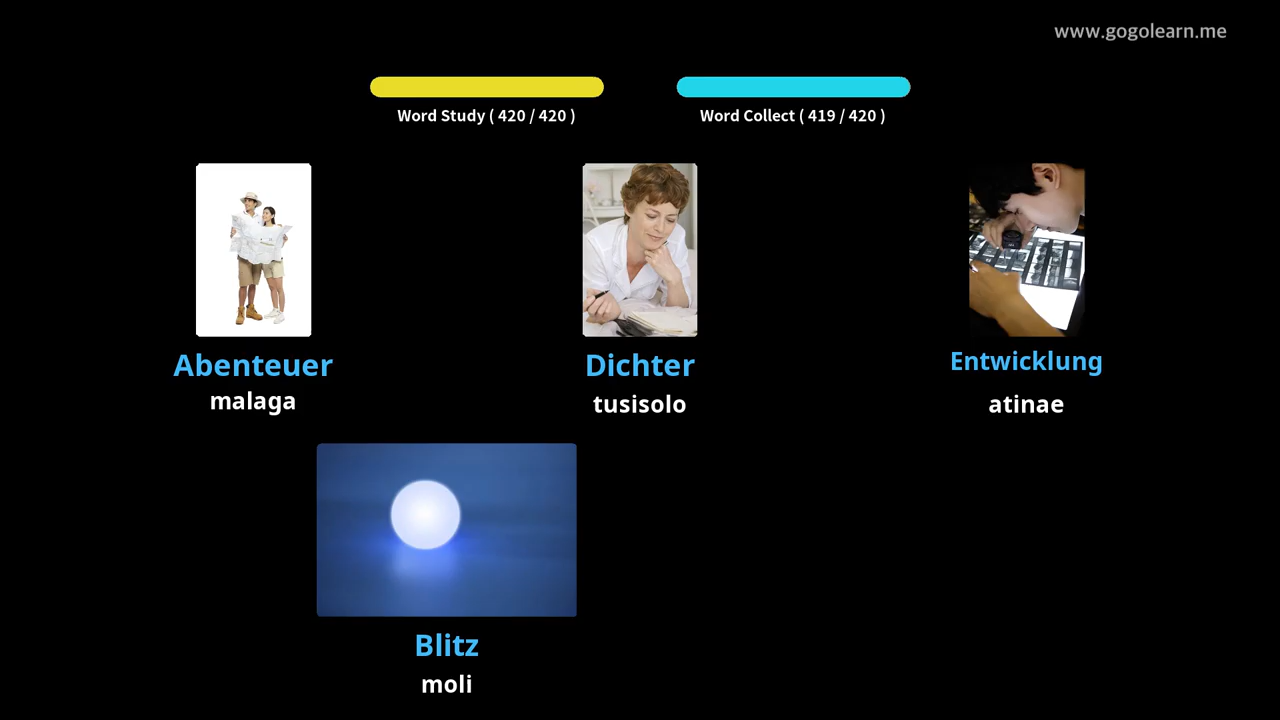 www.gogolearn.me
Word Study ( 420 / 420 )
Word Collect ( 419 / 420 )
Abenteuer
malaga
Dichter
tusisolo
Entwicklung
atinae
Blitz
moli